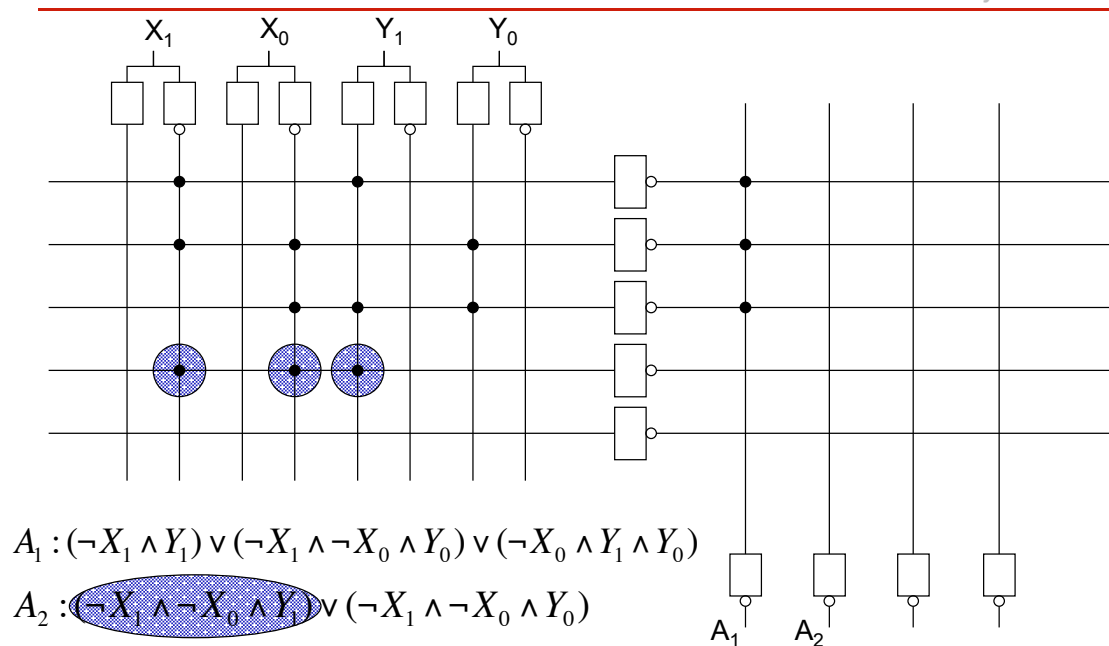 X₁ X₀ Y₁ Y₀
A₁ : (¬X₁ ∧ Y₁) ∨ (¬X₁ ∧ ¬X₀ ∧ Y₀) ∨ (¬X₀ ∧ Y₁ ∧ Y₀)
A₂ : (¬X₁ ∧ ¬X₀ ∧ Y₁) ∨ (¬X₁ ∧ ¬X₀ ∧ Y₀)
A₁ A₂